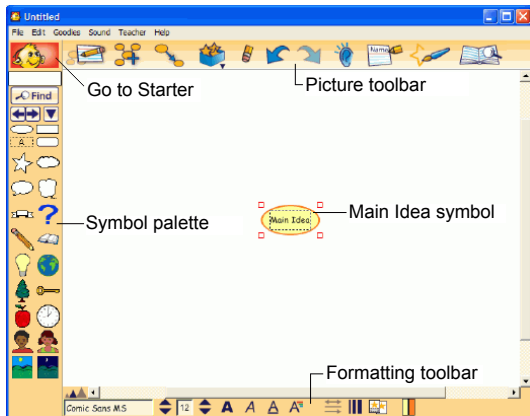 Untitled
File Edit Goodies Sound Teacher Help
Name
Go to Starter
Picture toolbar
Find
A
Main Idea
Main Idea symbol
Symbol palette
Formatting toolbar
Comic Sans MS 12 A A A A